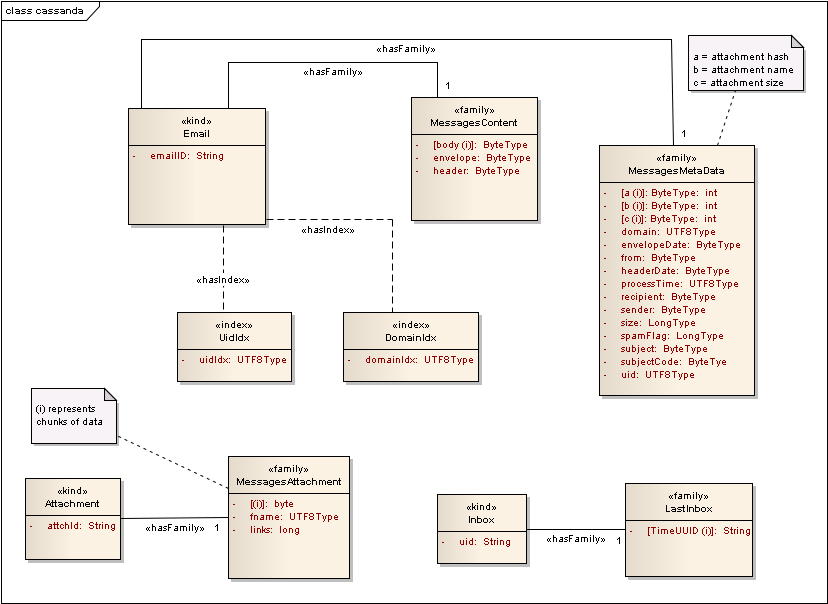 class cassanda
«hasFamily»
«hasFamily»
1
1
a = attachment hash
b = attachment name
c = attachment size
«kind»
Email
- emailID: String
«family»
MessagesContent
- [body (i)]: ByteType
- envelope: ByteType
- header: ByteType
«family»
MessagesMetaData
- [a (i)]: ByteType: int
- [b (i)]: ByteType: int
- [c (i)]: ByteType: int
- domain: UTF8Type
- envelopeDate: ByteType
- from: ByteType
- headerDate: ByteType
- processTime: UTF8Type
- recipient: ByteType
- sender: ByteType
- size: LongType
- spamFlag: LongType
- subject: ByteType
- subjectCode: ByteTye
- uid: UTF8Type
«hasIndex»
«hasIndex»
«index»
UidIdx
- uidIdx: UTF8Type
«index»
DomainIdx
- domainIdx: UTF8Type
(i) represents
chunks of data
«kind»
Attachment
- attchId: String
«hasFamily»
1
«family»
MessagesAttachment
- [(i)]: byte
- fname: UTF8Type
- links: long
«kind»
Inbox
- uid: String
«hasFamily»
1
«family»
LastInbox
- [TimeUUID (i)]: String